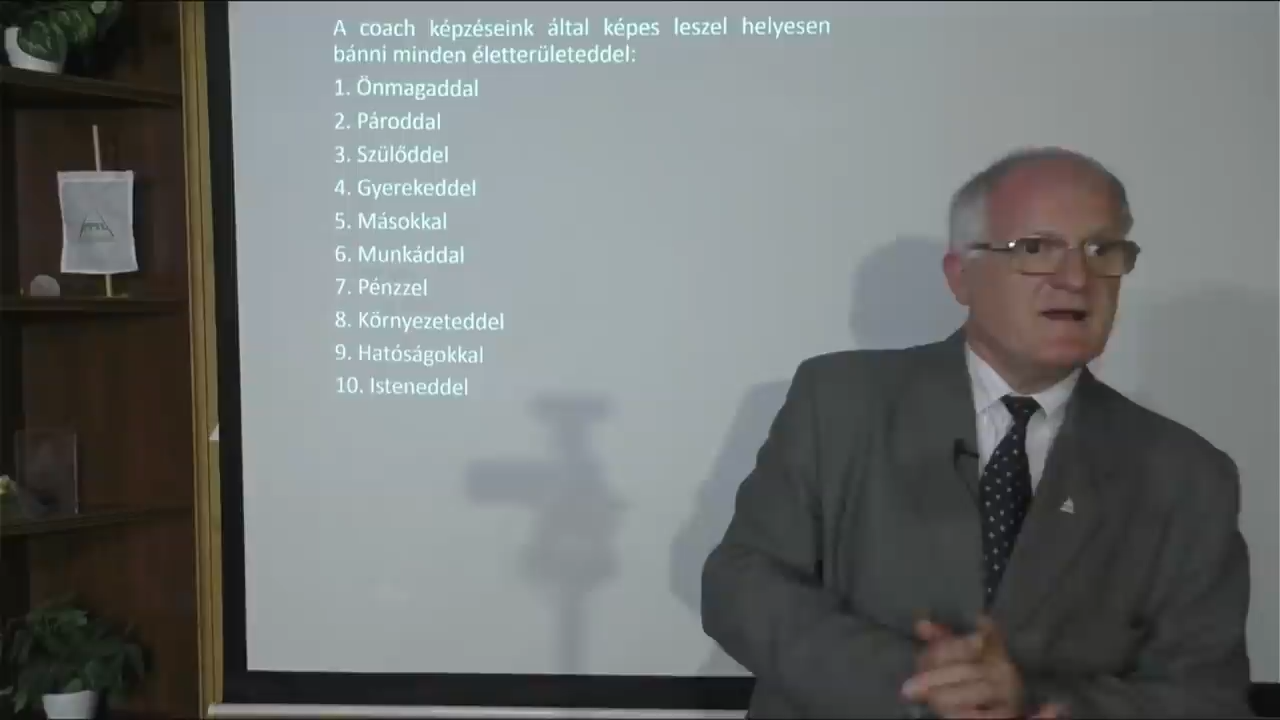 A coach képzéseink által képes leszel helyesen
bánni minden életterületeddel:
1. Önmagaddal
2. Pároddal
3. Szülőddel
4. Gyerekeddel
5. Másokkal
6. Munkáddal
7. Pénzzel
8. Környezeteddel
9. Hatóságokkal
10. Isteneddel